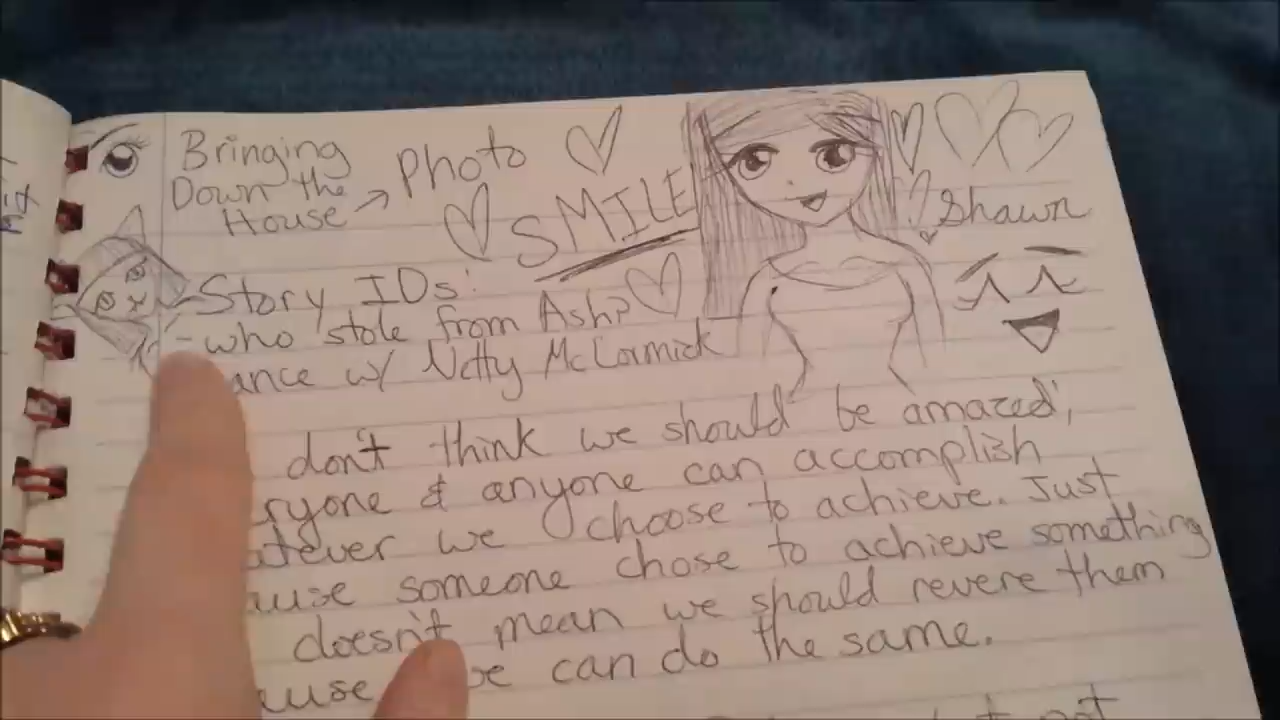 Bringing
Down the
House → Photo
SMILE
Shawn
Story IDs:
-who stole from Ash?
ance w/ McCormick
don't think we should be amazed,
ryone & anyone can accomplish
atever we choose to achieve. Just
ause someone chose to achieve something
doesn't mean we should revere them
ause we can do the same.